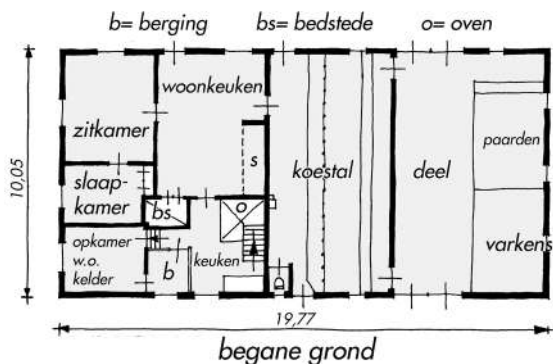 b= berging bs= bedstede o= oven
woonkeuken
zitkamer
s
koestal
deel
paarden
slaap-
kamer
bs
o
opkamer
w.o.
kelder
b
keuken
varkens
10,05
19,77
begane grond